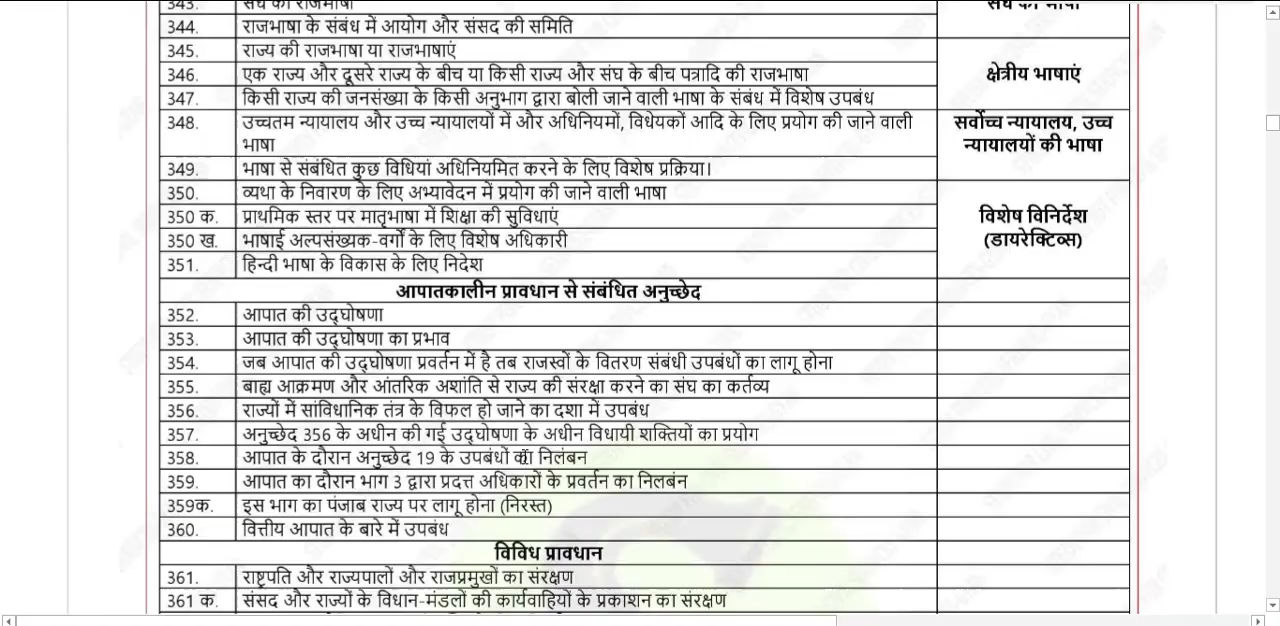 343. संघ की राजभाषा
344. राजभाषा के संबंध में आयोग और संसद की समिति
संघ की भाषा
345. राज्य की राजभाषा या राजभाषाएं
346. एक राज्य और दूसरे राज्य के बीच या किसी राज्य और संघ के बीच पत्रादि की राजभाषा
347. किसी राज्य की जनसंख्या के किसी अनुभाग द्वारा बोली जाने वाली भाषा के संबंध में विशेष उपबंध
क्षेत्रीय भाषाएं
348. उच्चतम न्यायालय और उच्च न्यायालयों में और अधिनियमों, विधेयकों आदि के लिए प्रयोग की जाने वाली
भाषा
349. भाषा से संबंधित कुछ विधियां अधिनियमित करने के लिए विशेष प्रक्रिया।
सर्वोच्च न्यायालय, उच्च
न्यायालयों की भाषा
350. व्यथा के निवारण के लिए अभ्यावेदन में प्रयोग की जाने वाली भाषा
350 क. प्राथमिक स्तर पर मातृभाषा में शिक्षा की सुविधाएं
350 ख. भाषाई अल्पसंख्यक-वर्गों के लिए विशेष अधिकारी
351. हिन्दी भाषा के विकास के लिए निदेश
विशेष विनिर्देश
(डायरेक्टिव्स)
आपातकालीन प्रावधान से संबंधित अनुच्छेद
352. आपात की उद्घोषणा
353. आपात की उद्घोषणा का प्रभाव
354. जब आपात की उद्घोषणा प्रवर्तन में है तब राजस्वों के वितरण संबंधी उपबंधों का लागू होना
355. बाह्य आक्रमण और आंतरिक अशांति से राज्य की संरक्षा करने का संघ का कर्तव्य
356. राज्यों में सांविधानिक तंत्र के विफल हो जाने का दशा में उपबंध
357. अनुच्छेद 356 के अधीन की गई उद्घोषणा के अधीन विधायी शक्तियों का प्रयोग
358. आपात के दौरान अनुच्छेद 19 के उपबंधों का निलंबन
359. आपात का दौरान भाग 3 द्वारा प्रदत्त अधिकारों के प्रवर्तन का निलबंन
359क. इस भाग का पंजाब राज्य पर लागू होना (निरस्त)
360. वित्तीय आपात के बारे में उपबंध
विविध प्रावधान
361. राष्ट्रपति और राज्यपालों और राजप्रमुखों का संरक्षण
361 क. संसद और राज्यों के विधान-मंडलों की कार्यवाहियों के प्रकाशन का संरक्षण